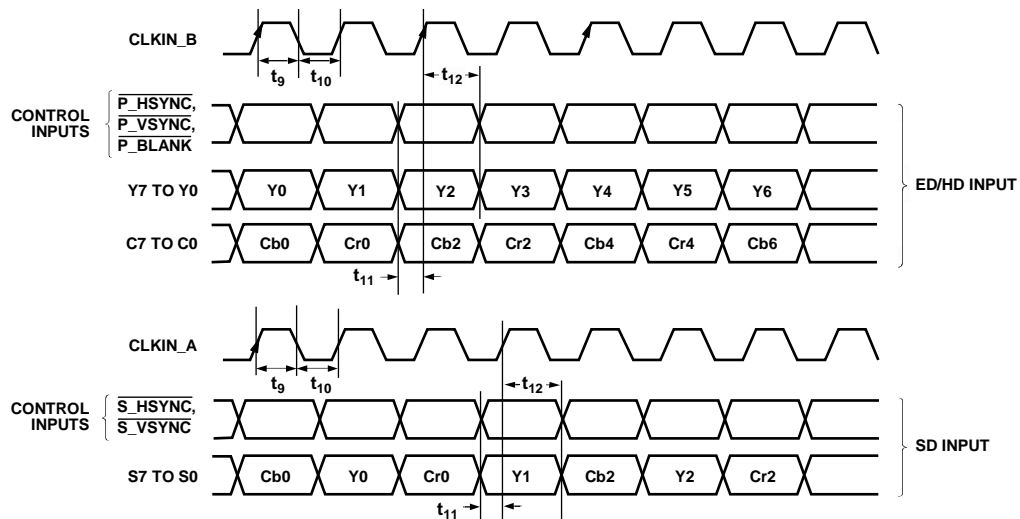 CLKIN_B
t9
t10
t12
CONTROL INPUTS
P_HSYNC,
P_VSYNC,
P_BLANK
Y7 TO Y0 Y0 Y1 Y2 Y3 Y4 Y5 Y6
ED/HD INPUT
C7 TO C0 Cb0 Cr0 Cb2 Cr2 Cb4 Cr4 Cb6
t11
CLKIN_A
t9
t10
t12
CONTROL INPUTS
S_HSYNC,
S_VSYNC
SD INPUT
S7 TO S0 Cb0 Y0 Cr0 Y1 Cb2 Y2 Cr2
t11